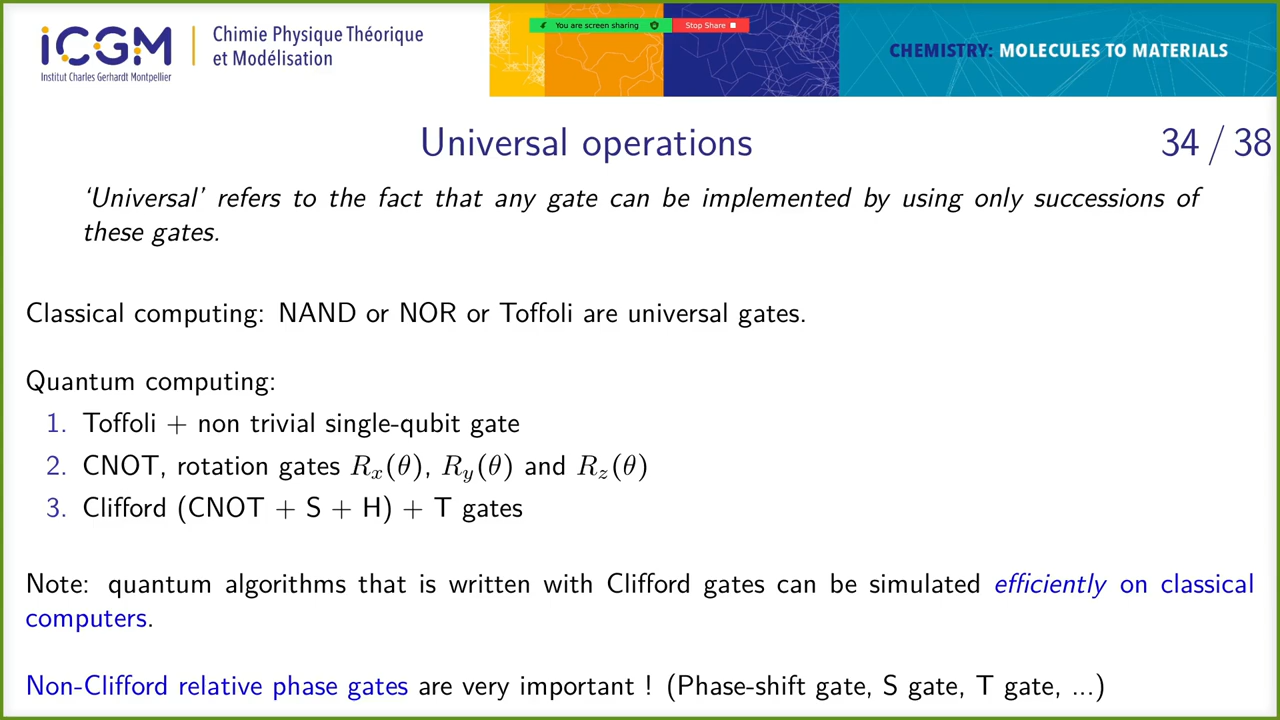 iCGM
Institut Charles Gerhardt Montpellier
Chimie Physique Théorique
et Modélisation
You are screen sharing
Stop Share
CHEMISTRY: MOLECULES TO MATERIALS
Universal operations
34 / 38
‘Universal’ refers to the fact that any gate can be implemented by using only successions of
these gates.
Classical computing: NAND or NOR or Toffoli are universal gates.
Quantum computing:
1. Toffoli + non trivial single-qubit gate
2. CNOT, rotation gates Rx(θ), Ry(θ) and Rz(θ)
3. Clifford (CNOT + S + H) + T gates
Note: quantum algorithms that is written with Clifford gates can be simulated efficiently on classical
computers.
Non-Clifford relative phase gates are very important ! (Phase-shift gate, S gate, T gate, ...)